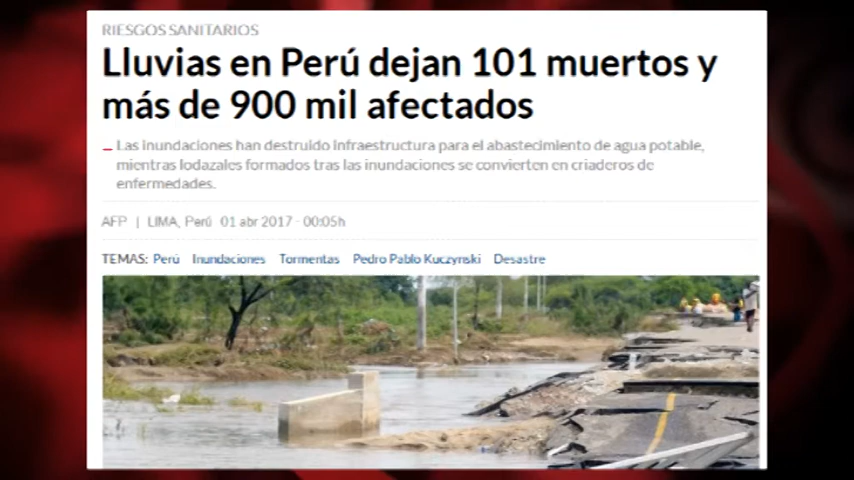 RIESGOS SANITARIOS
Lluvias en Perú dejan 101 muertos y
más de 900 mil afectados
Las inundaciones han destruido infraestructura para el abastecimiento de agua potable,
mientras lodazales formados tras las inundaciones se convierten en criaderos de
enfermedades.
AFP | LIMA, Perú 01 abr 2017 - 00:05h
TEMAS: Perú Inundaciones Tormentas Pedro Pablo Kuczynski Desastre